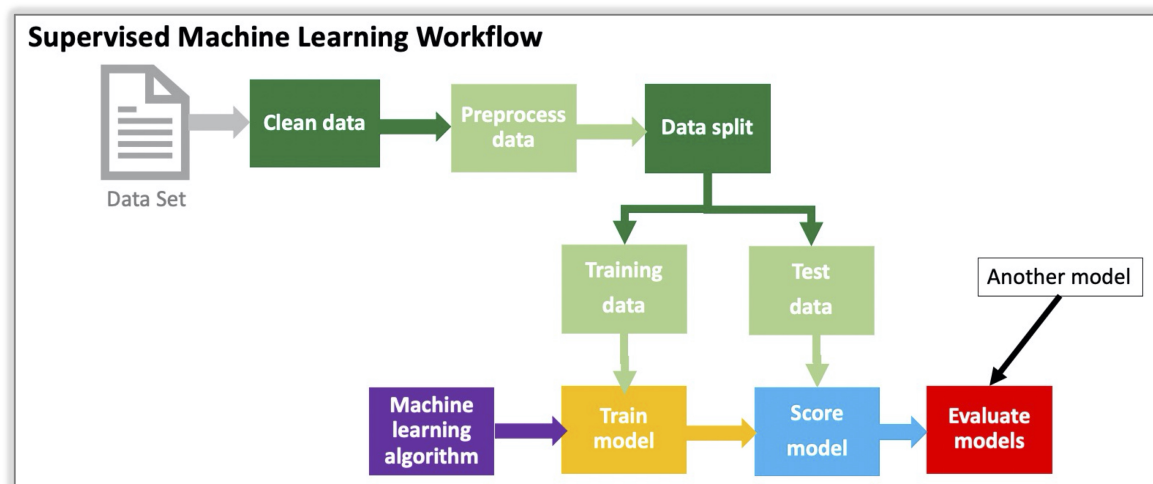 Supervised Machine Learning Workflow
Data Set
Clean data
Preprocess
data
Data split
Training
data
Test
data
Another model
Machine
learning
algorithm
Train
model
Score
model
Evaluate
models